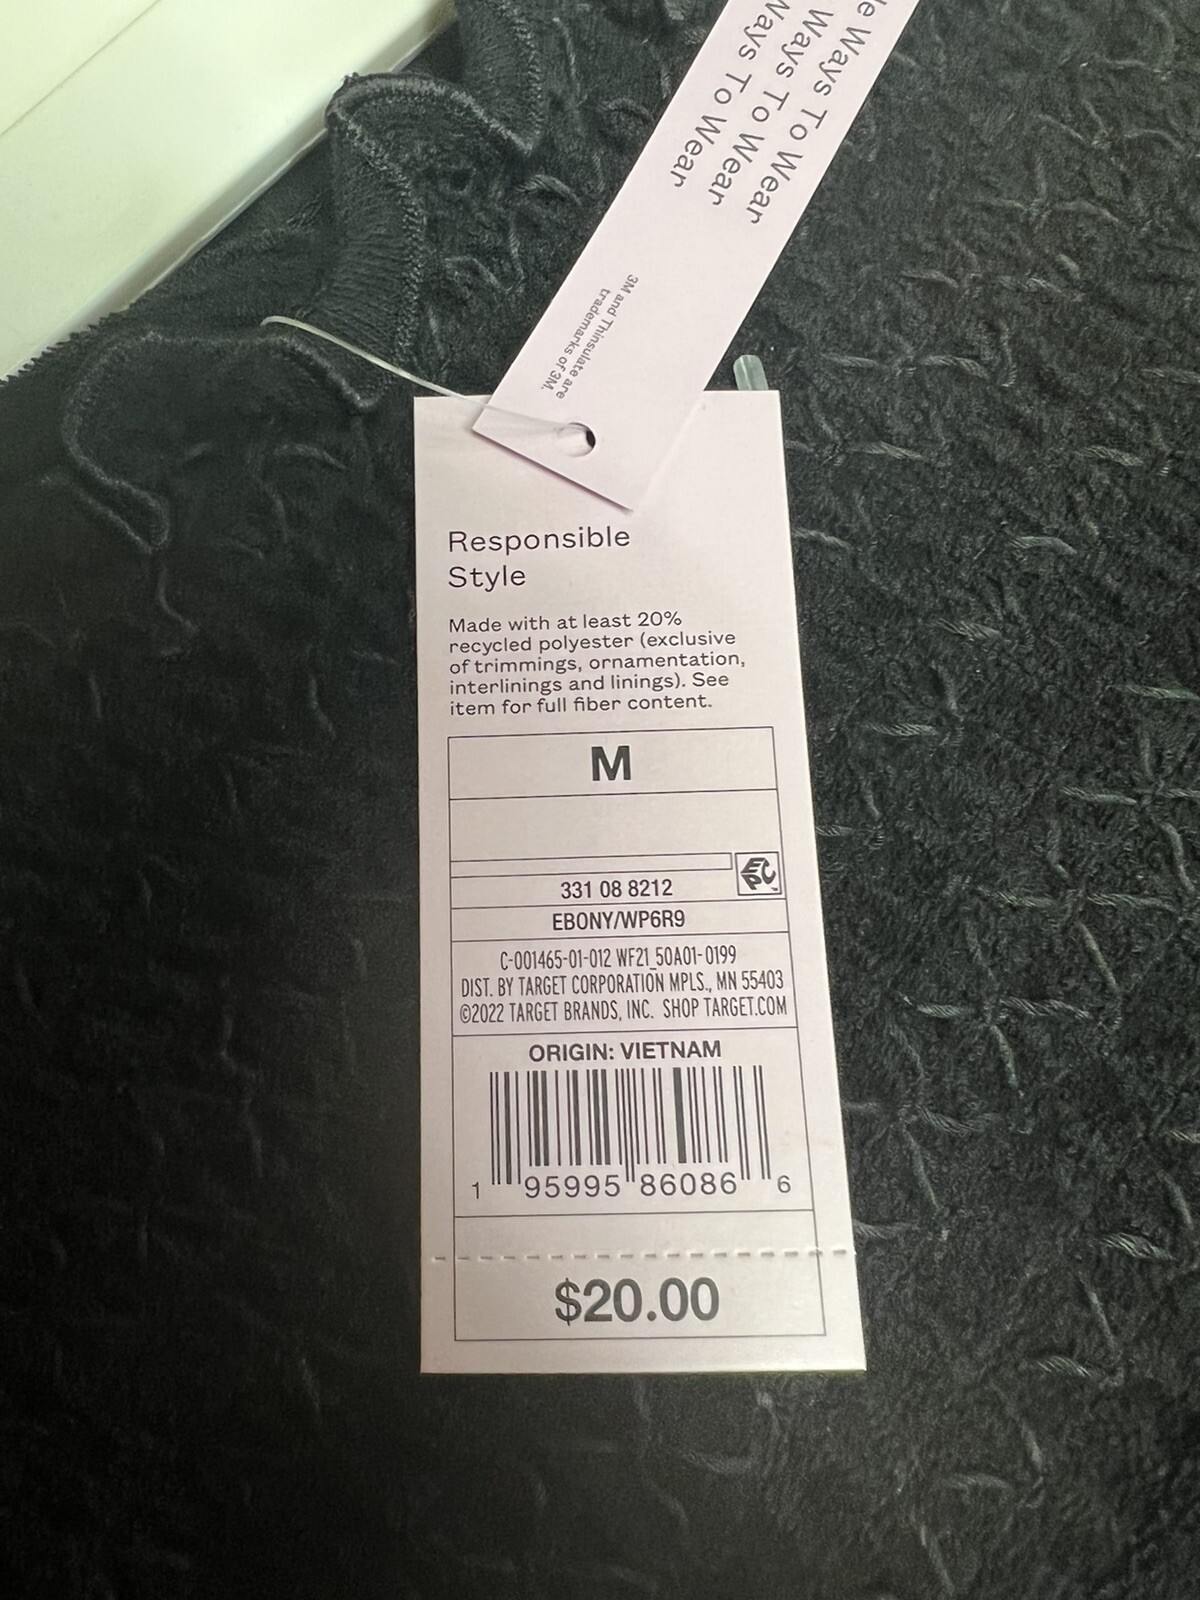 Ways To Wear
Ways To Wear
Ways To Wear
3M and Thinsulate are
trademarks of 3M.
Responsible
Style
Made with at least 20%
recycled polyester (exclusive
of trimmings, ornamentation,
interlinings and linings). See
item for full fiber content.
M
EPC
331 08 8212
EBONY/WP6R9
C-001465-01-012 WF21_50A01-0199
DIST. BY TARGET CORPORATION MPLS., MN 55403
©2022 TARGET BRANDS, INC. SHOP TARGET.COM
ORIGIN: VIETNAM
1 95995 86086 6
$20.00